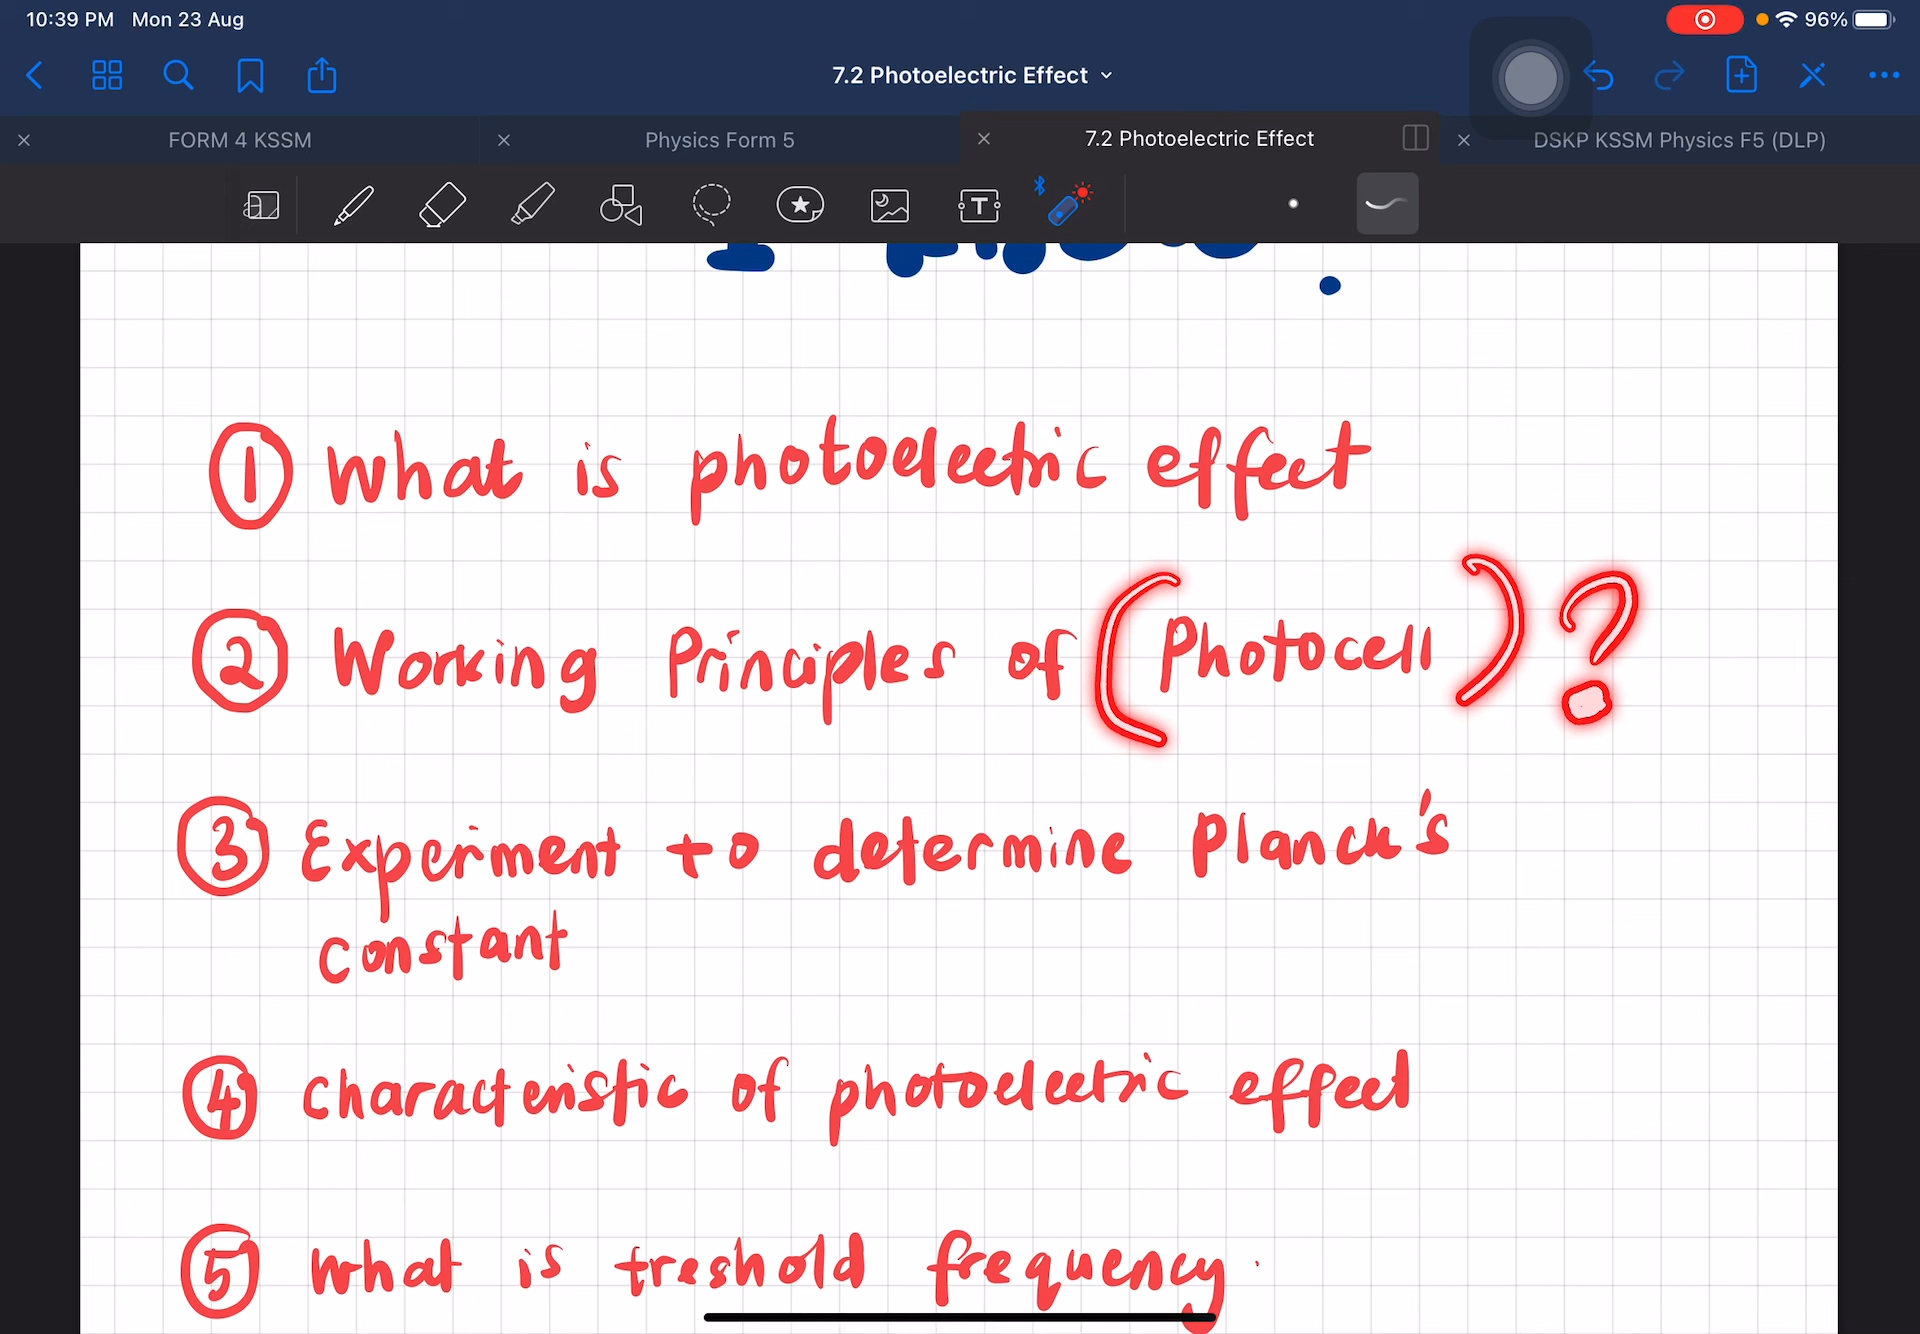 10:39 PM Mon 23 Aug
96%
7.2 Photoelectric Effect
FORM 4 KSSM
Physics Form 5
7.2 Photoelectric Effect
DSKP KSSM Physics F5 (DLP)
① What is photoelectric effect
② Working Principles of (Photocell)?
③ Experiment to determine Planck's
constant
④ characteristic of photoelectric effect
⑤ What is treshold frequency.